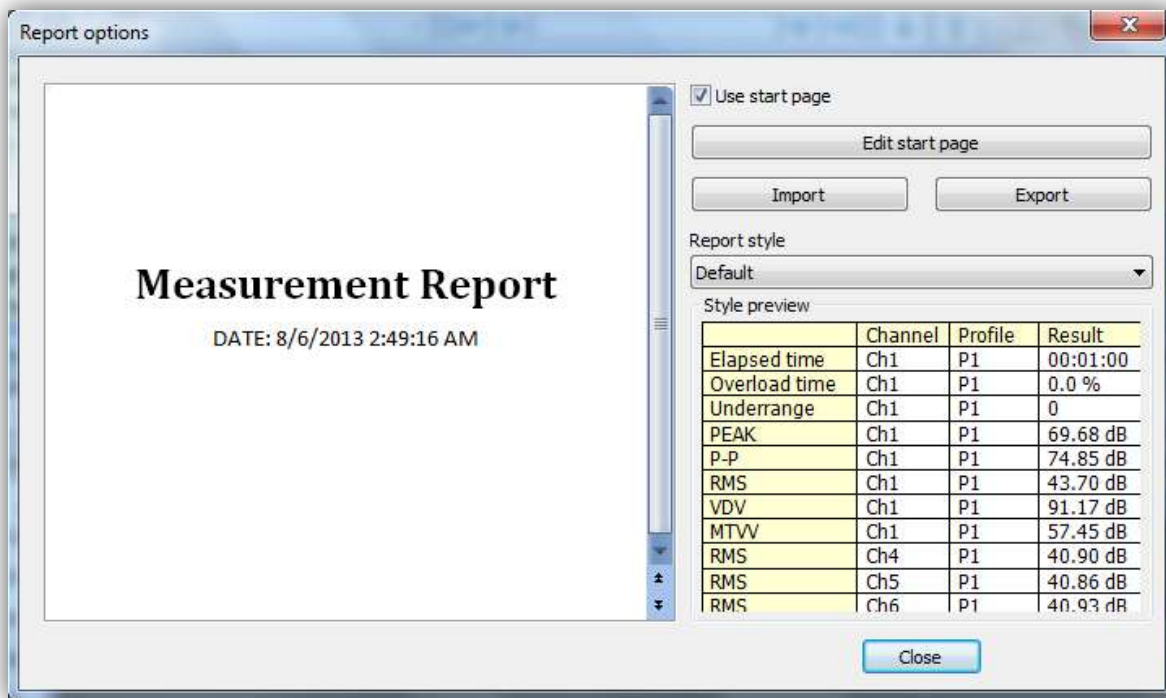 Report options
Measurement Report
DATE: 8/6/2013 2:49:16 AM
Use start page
Edit start page
Import Export
Report style
Default
Style preview
Channel Profile Result
Elapsed time Ch1 P1 00:01:00
Overload time Ch1 P1 0.0 %
Underrange Ch1 P1 0
PEAK Ch1 P1 69.68 dB
P-P Ch1 P1 74.85 dB
RMS Ch1 P1 43.70 dB
VDV Ch1 P1 91.17 dB
MTVV Ch1 P1 57.45 dB
RMS Ch4 P1 40.90 dB
RMS Ch5 P1 40.86 dB
RMS Ch6 P1 40.93 dB
Close